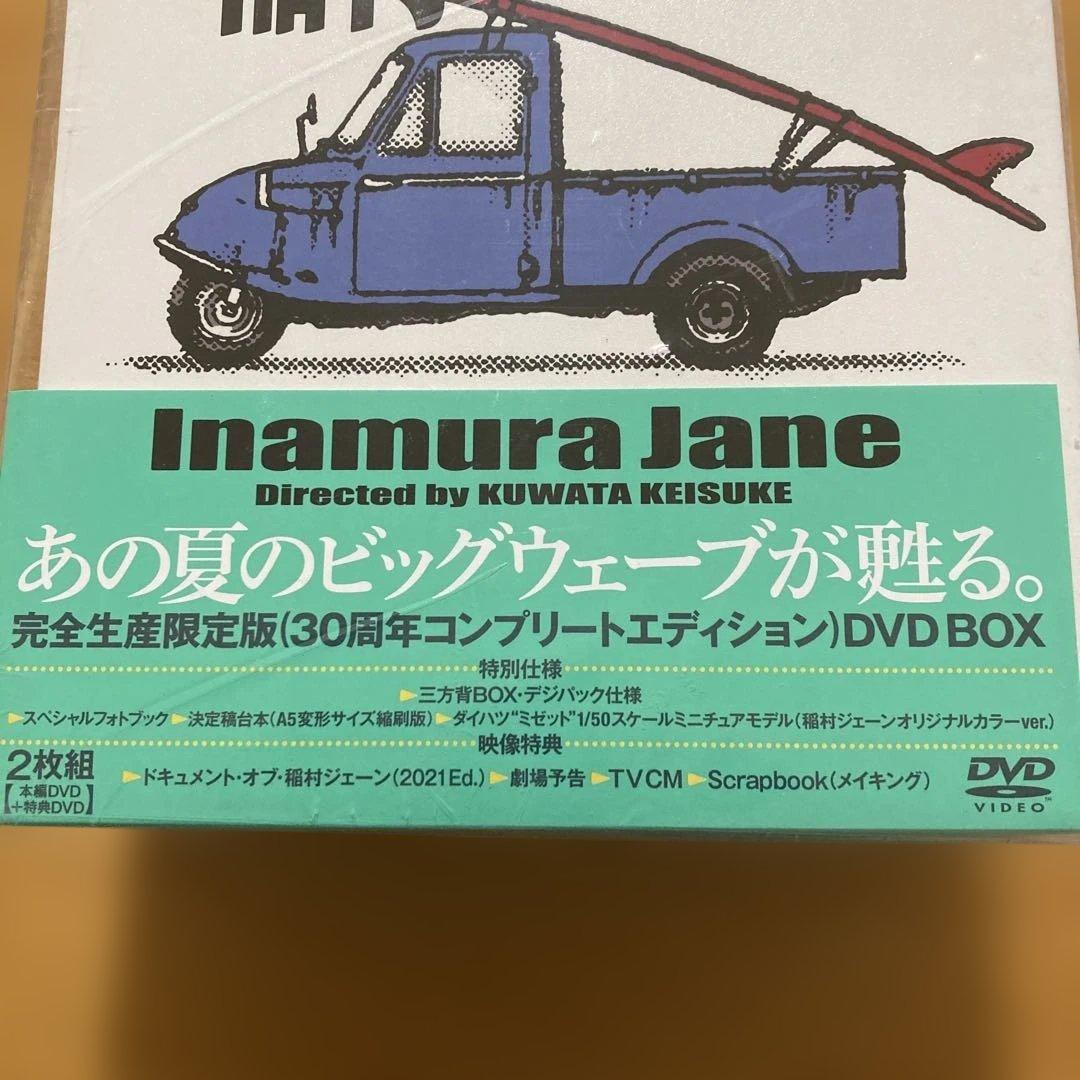 Inamura Jane
Directed by KUWATA KEISUKE
あの夏のビッグウェーブが甦る。
完全生産限定版(30周年コンプリートエディション)DVD BOX
特別仕様
▶三方背BOX・デジパック仕様
▶スペシャルフォトブック▶決定稿台本(A5変形サイズ縮刷版)▶ダイハツ“ミゼット”1/50スケールミニチュアモデル(稲村ジェーンオリジナルカラーver.)
映像特典
2枚組
【本編DVD
+特典DVD】
▶ドキュメント・オブ・稲村ジェーン(2021Ed.)▶劇場予告▶TV CM▶Scrapbook(メイキング)
DVD
VIDEO™